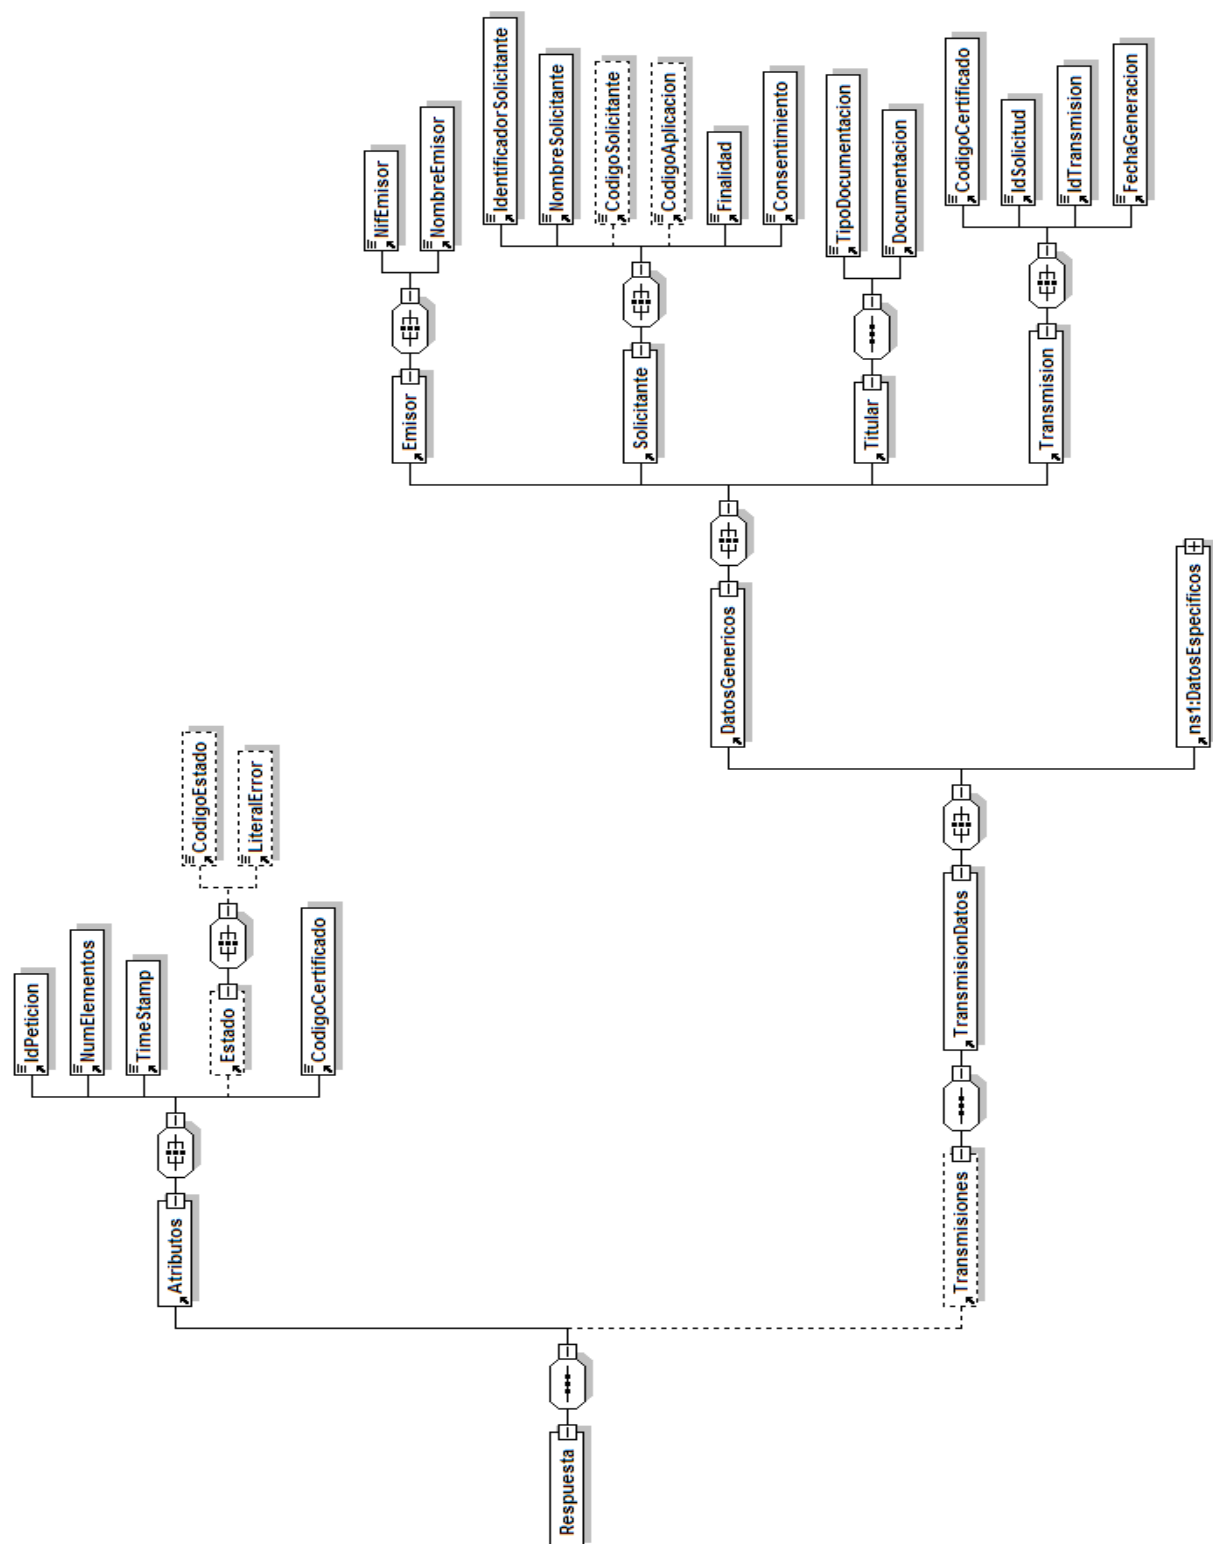 Respuesta
Atributos
IdPeticion
NumElementos
TimeStamp
Estado
CodigoEstado
LiteralError
CodigoCertificado
Transmisiones
TransmisionDatos
DatosGenericos
Emisor
NifEmisor
NombreEmisor
Solicitante
IdentificadorSolicitante
NombreSolicitante
CodigoSolicitante
CodigoAplicacion
Finalidad
Consentimiento
Titular
TipoDocumentacion
Documentacion
Transmision
CodigoCertificado
IdSolicitud
IdTransmision
FechaGeneracion
ns1:DatosEspecificos